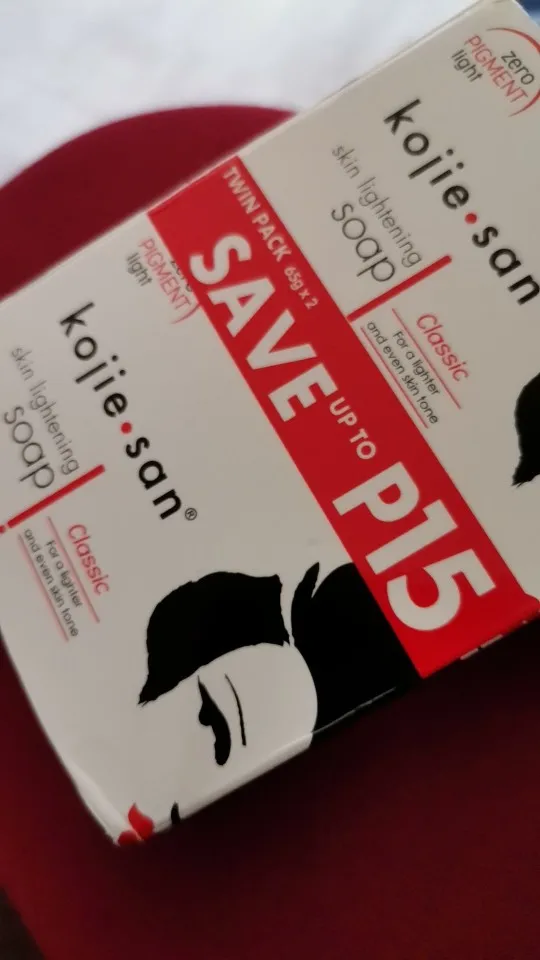 zero
PIGMENT
light
kojie•san
skin lightening
soap
Classic
For a lighter
and even skin tone
TWIN PACK 65g x 2
SAVE
UP TO
P15
PIGMENT
light
kojie•san®
skin lightening
soap
Classic
For a lighter
and even skin tone